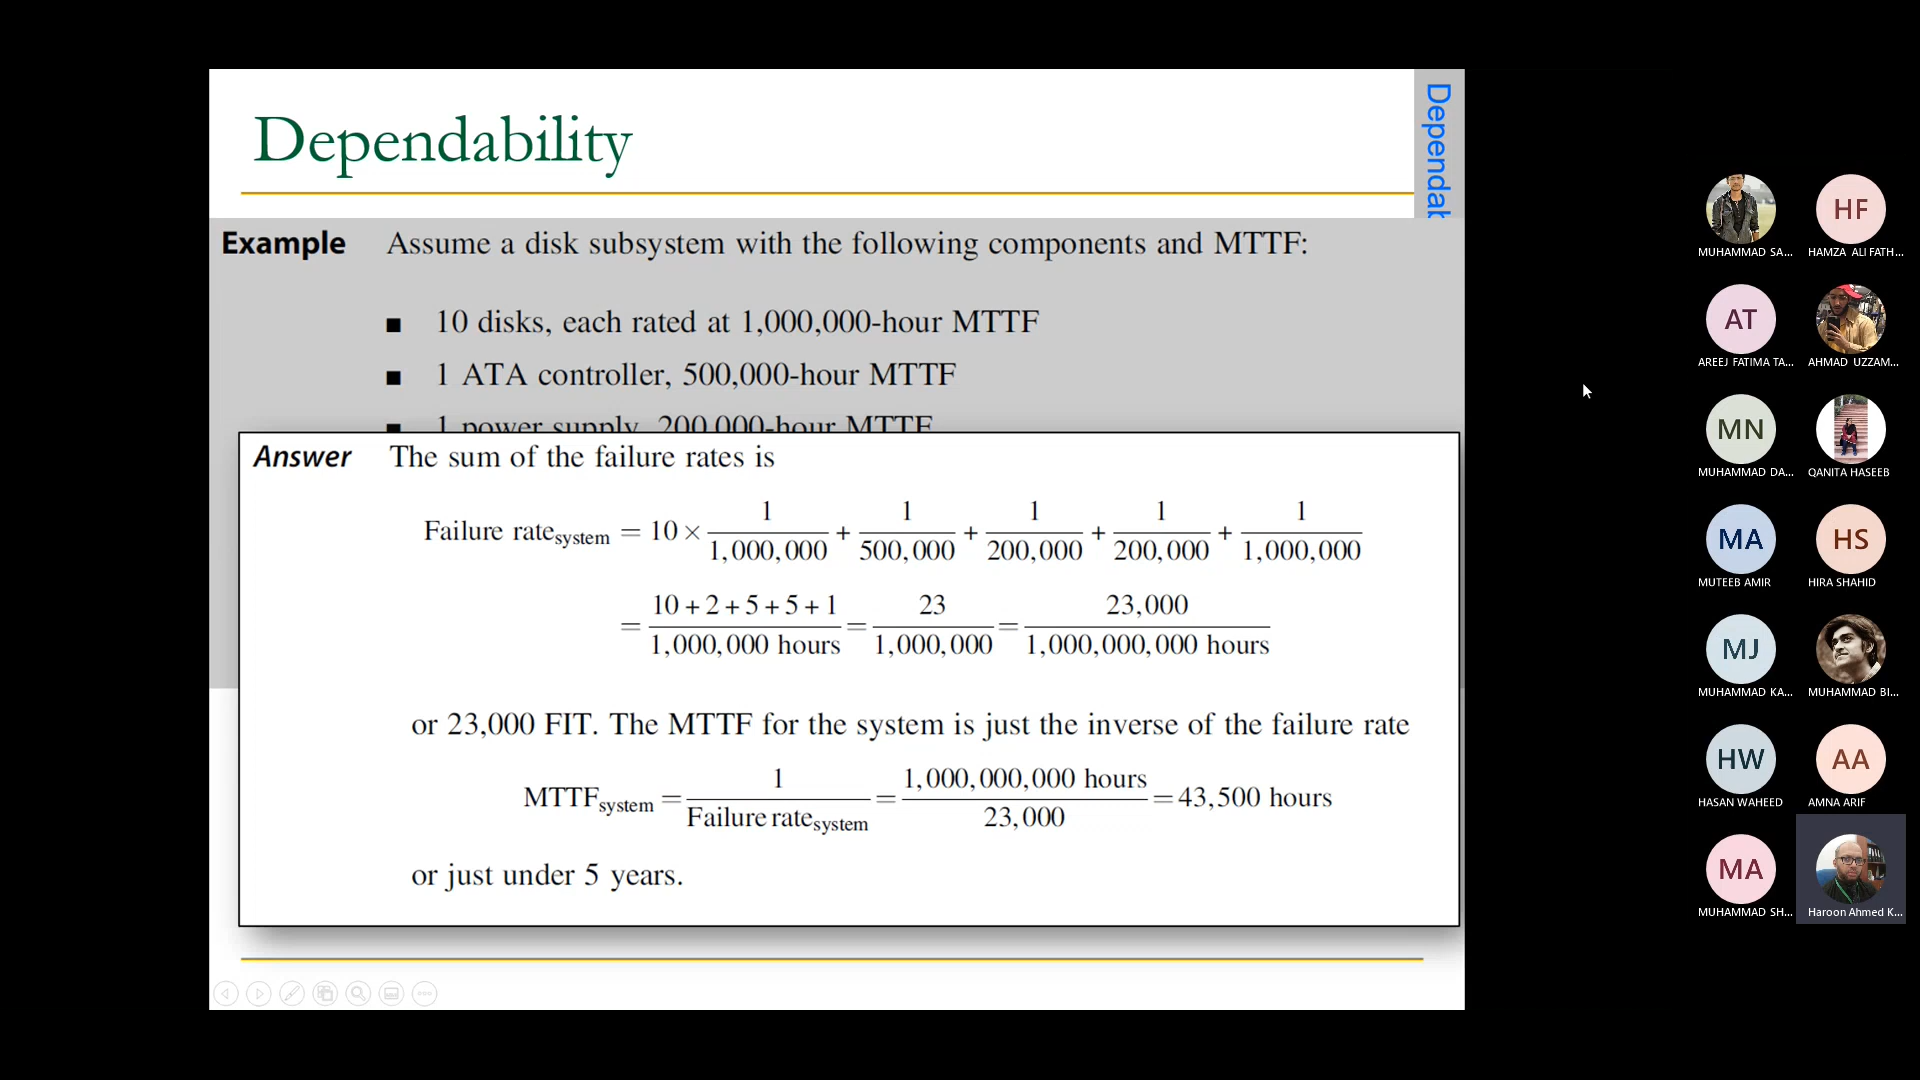 Dependability
Dependab
Example Assume a disk subsystem with the following components and MTTF:
■ 10 disks, each rated at 1,000,000-hour MTTF
■ 1 ATA controller, 500,000-hour MTTF
■ 1 power supply, 200,000-hour MTTF
Answer The sum of the failure rates is
Failure rate_system = 10 × 1/1,000,000 + 1/500,000 + 1/200,000 + 1/200,000 + 1/1,000,000
= (10 + 2 + 5 + 5 + 1)/1,000,000 hours = 23/1,000,000 = 23,000/1,000,000,000 hours
or 23,000 FIT. The MTTF for the system is just the inverse of the failure rate
MTTF_system = 1/Failure rate_system = 1,000,000,000 hours/23,000 = 43,500 hours
or just under 5 years.
MUHAMMAD SA...
HF
HAMZA ALI FATH...
AT
AREEJ FATIMA TA...
AHMAD UZZAM...
MN
MUHAMMAD DA...
QANITA HASEEB
MA
MUTEEB AMIR
HS
HIRA SHAHID
MJ
MUHAMMAD KA...
MUHAMMAD BI...
HW
HASAN WAHEED
AA
AMNA ARIF
MA
MUHAMMAD SH...
Haroon Ahmed K...